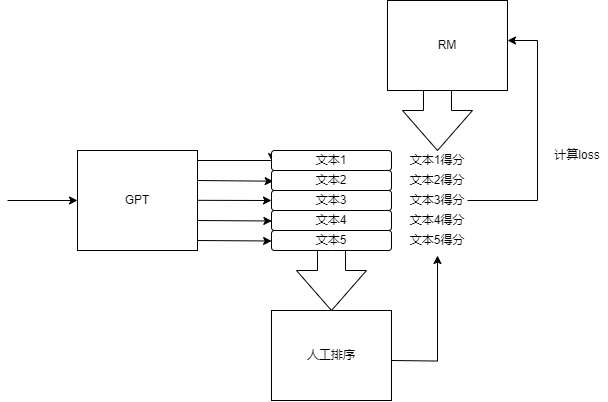 RM
计算loss
GPT
文本1
文本1得分
文本2
文本2得分
文本3
文本3得分
文本4
文本4得分
文本5
文本5得分
人工排序